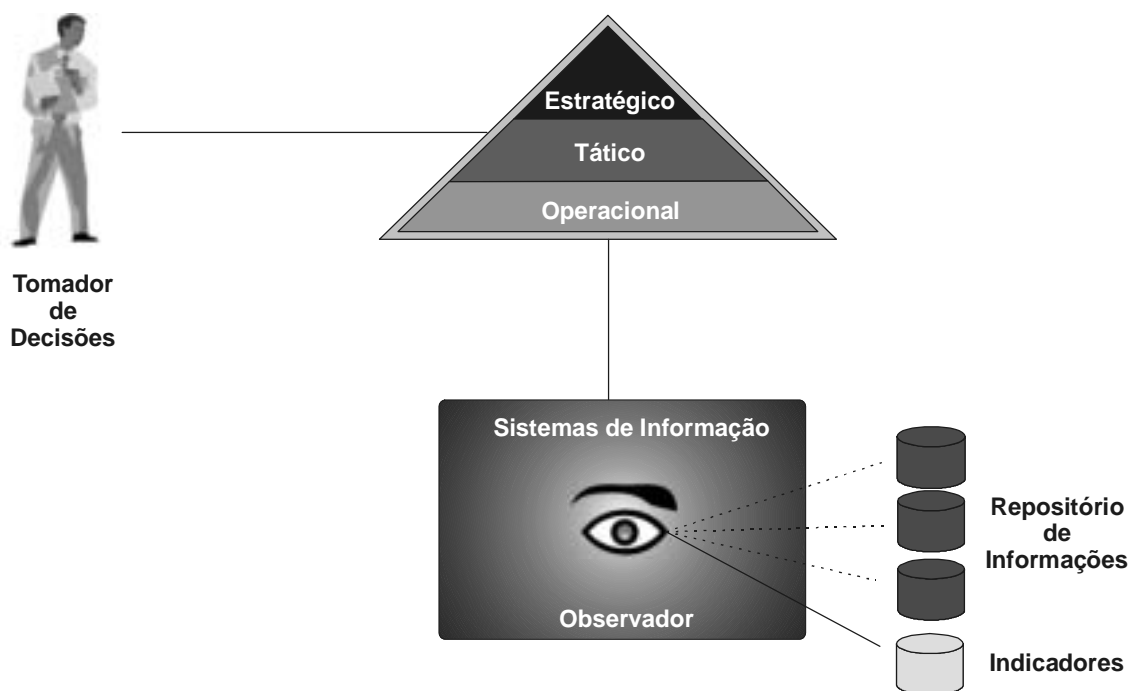 Estratégico
Tático
Operacional
Tomador
de
Decisões
Sistemas de Informação
Observador
Repositório
de
Informações
Indicadores